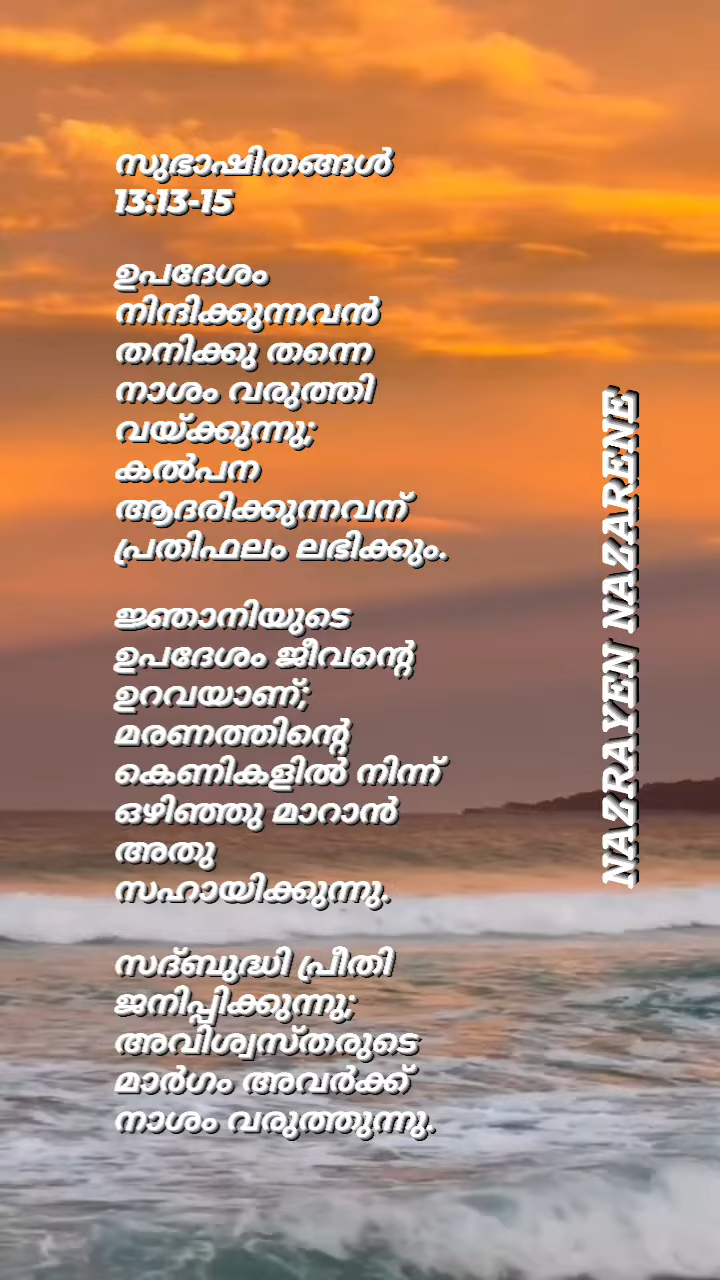 സുഭാഷിതങ്ങൾ
13:13-15
ഉപദേശം
നിന്ദിക്കുന്നവൻ
തനിക്കു തന്നെ
നാശം വരുത്തി
വയ്ക്കുന്നു;
കൽപന
ആദരിക്കുന്നവന്
പ്രതിഫലം ലഭിക്കും.
ജ്ഞാനിയുടെ
ഉപദേശം ജീവന്റെ
ഉറവയാണ്;
മരണത്തിന്റെ
കെണികളിൽ നിന്ന്
ഒഴിഞ്ഞു മാറാൻ
അതു
സഹായിക്കുന്നു.
സദ്ബുദ്ധി പ്രീതി
ജനിപ്പിക്കുന്നു;
അവിശ്വസ്തരുടെ
മാർഗം അവർക്ക്
നാശം വരുത്തുന്നു.
NAZRAYEN NAZARENE